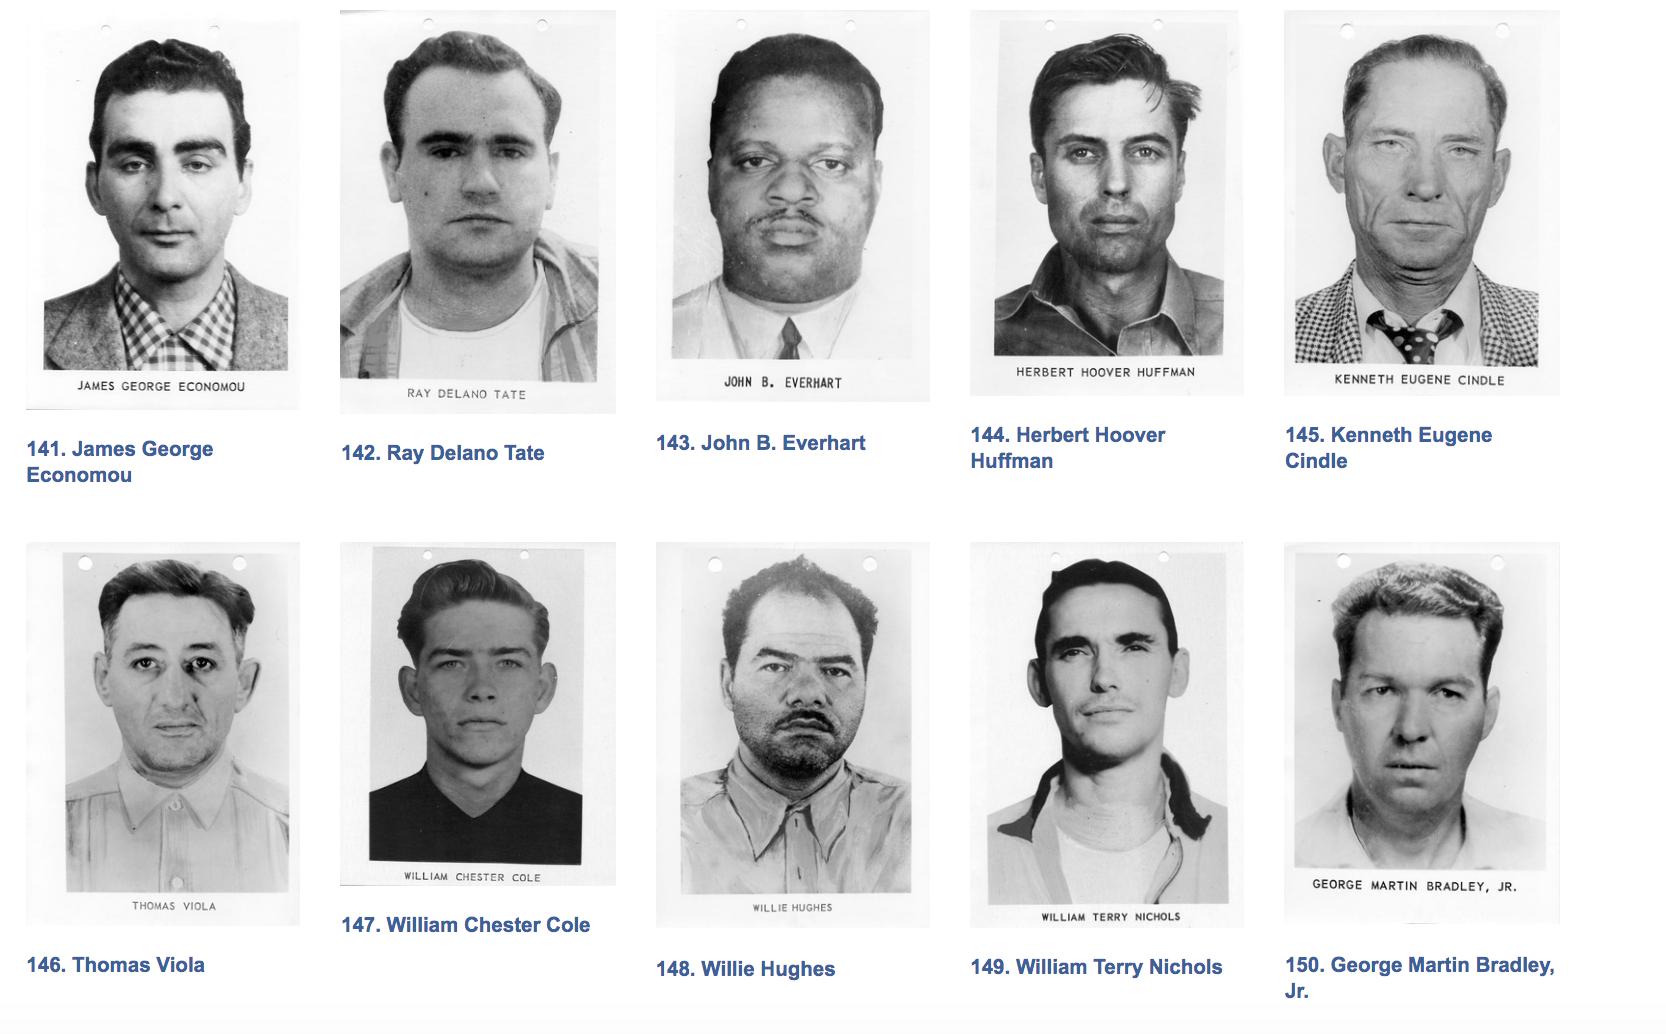 JAMES GEORGE ECONOMOU
RAY DELANO TATE
JOHN B. EVERHART
HERBERT HOOVER HUFFMAN
KENNETH EUGENE CINDLE
141. James George
Economou
142. Ray Delano Tate
143. John B. Everhart
144. Herbert Hoover
Huffman
145. Kenneth Eugene
Cindle
THOMAS VIOLA
WILLIAM CHESTER COLE
WILLIE HUGHES
WILLIAM TERRY NICHOLS
GEORGE MARTIN BRADLEY, JR.
146. Thomas Viola
147. William Chester Cole
148. Willie Hughes
149. William Terry Nichols
150. George Martin Bradley,
Jr.